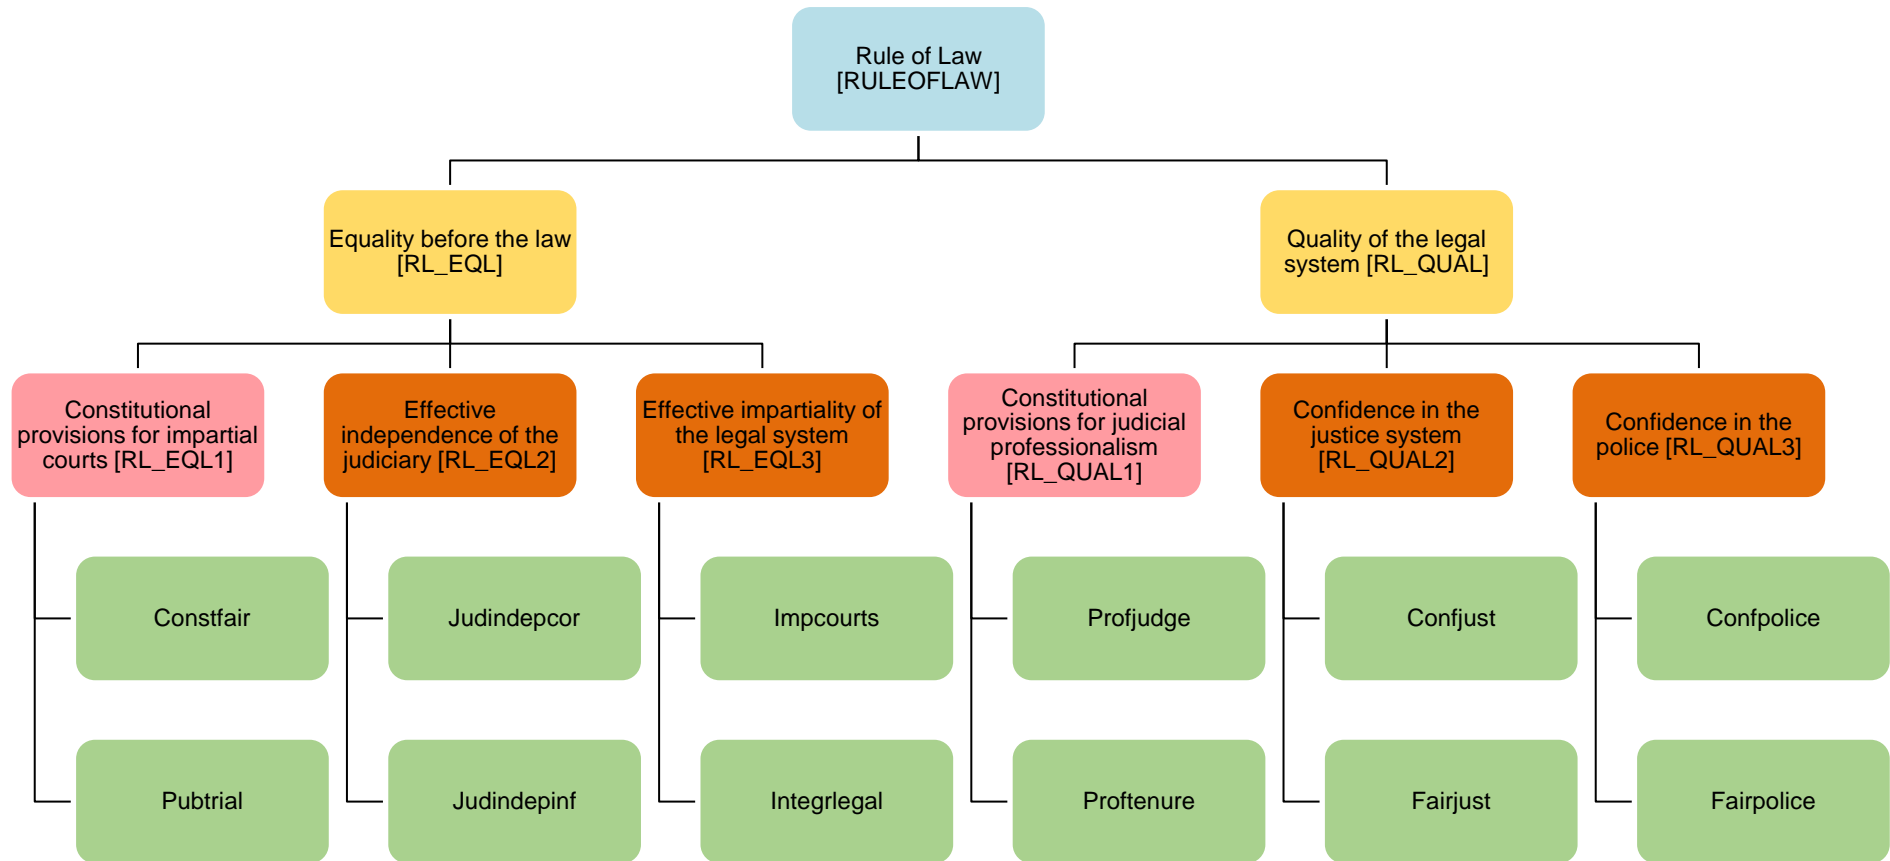 Rule of Law
[RULEOFLAW]
Equality before the law
[RL_EQL]
Quality of the legal
system [RL_QUAL]
Constitutional
provisions for impartial
courts [RL_EQL1]
Effective
independence of the
judiciary [RL_EQL2]
Effective impartiality of
the legal system
[RL_EQL3]
Constitutional
provisions for judicial
professionalism
[RL_QUAL1]
Confidence in the
justice system
[RL_QUAL2]
Confidence in the
police [RL_QUAL3]
Constfair
Judindepcor
Impcourts
Profjudge
Confjust
Confpolice
Pubtrial
Judindepinf
Integrlegal
Proftenure
Fairjust
Fairpolice